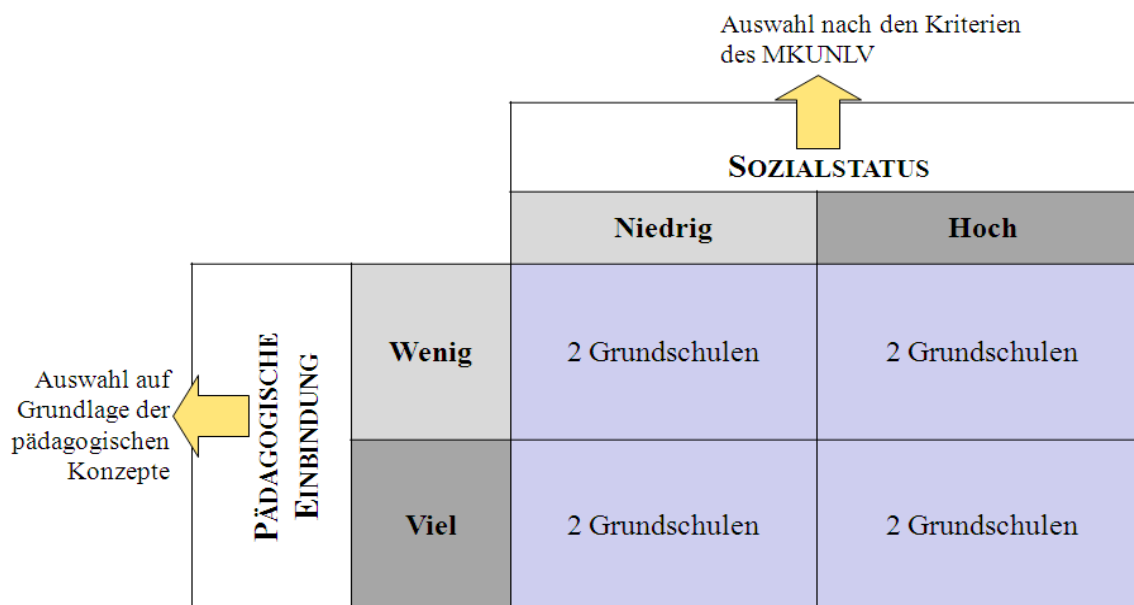 Auswahl nach den Kriterien
des MKUNLV
SOZIALSTATUS
Niedrig
Hoch
PÄDAGOGISCHE
EINBINDUNG
Auswahl auf
Grundlage der
pädagogischen
Konzepte
Wenig
2 Grundschulen
2 Grundschulen
Viel
2 Grundschulen
2 Grundschulen